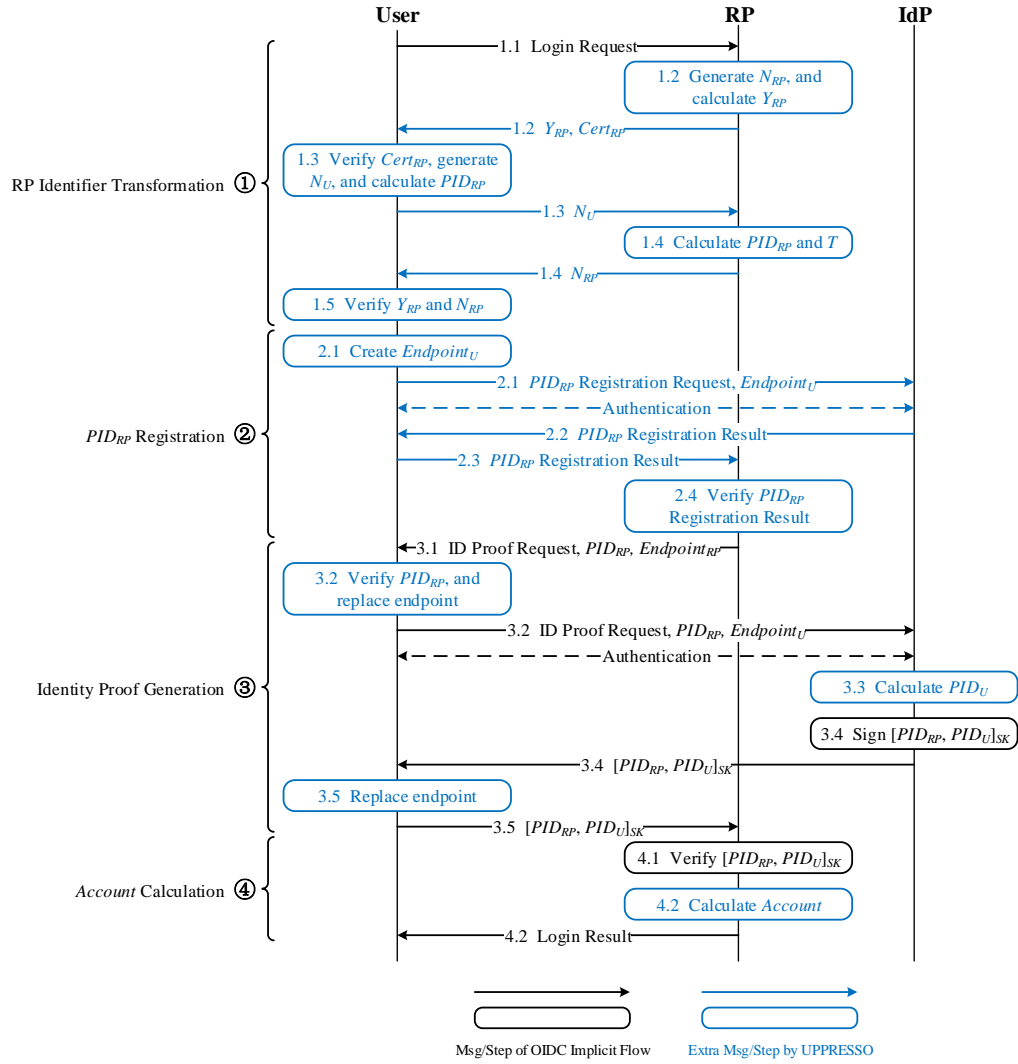 User RP IdP
1.1 Login Request
1.2 Generate N_RP, and
calculate Y_RP
1.2 Y_RP, Cert_RP
1.3 Verify Cert_RP, generate
N_U, and calculate PID_RP
RP Identifier Transformation ①
1.3 N_U
1.4 Calculate PID_RP and T
1.4 N_RP
1.5 Verify Y_RP and N_RP
2.1 Create Endpoint_U
2.1 PID_RP Registration Request, Endpoint_U
Authentication
PID_RP Registration ②
2.2 PID_RP Registration Result
2.3 PID_RP Registration Result
2.4 Verify PID_RP
Registration Result
3.1 ID Proof Request, PID_RP, Endpoint_RP
3.2 Verify PID_RP, and
replace endpoint
3.2 ID Proof Request, PID_RP, Endpoint_U
Authentication
Identity Proof Generation ③
3.3 Calculate PID_U
3.4 Sign [PID_RP, PID_U]_SK
3.4 [PID_RP, PID_U]_SK
3.5 Replace endpoint
3.5 [PID_RP, PID_U]_SK
4.1 Verify [PID_RP, PID_U]_SK
Account Calculation ④
4.2 Calculate Account
4.2 Login Result
Msg/Step of OIDC Implicit Flow
Extra Msg/Step by UPPRESSO